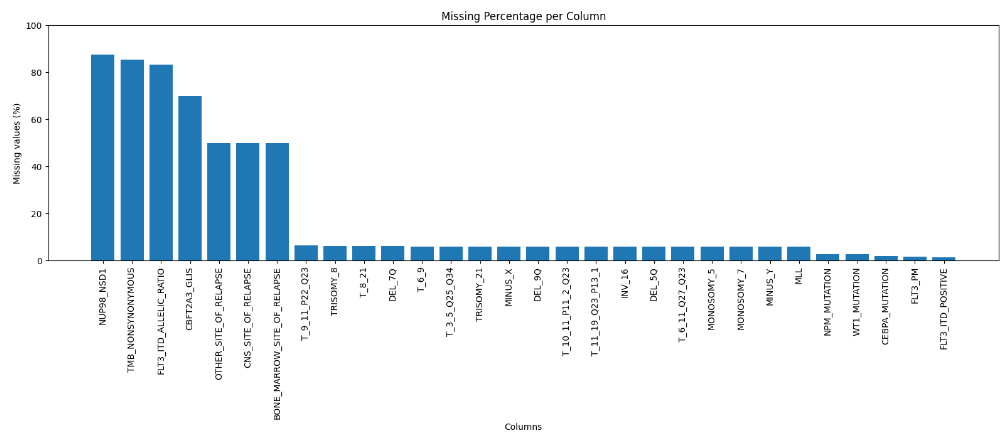 Missing Percentage per Column
Missing values (%)
100
80
60
40
20
0
NUP98_NSD1
TMB_NONSYNONYMOUS
FLT3_ITD_ALLELIC_RATIO
CBFT2A3_GLIS
OTHER_SITE_OF_RELAPSE
CNS_SITE_OF_RELAPSE
BONE_MARROW_SITE_OF_RELAPSE
T_9_11_P22_Q23
TRISOMY_8
T_8_21
DEL_7Q
T_6_9
T_3_5_Q25_Q34
TRISOMY_21
MINUS_X
DEL_9Q
T_10_11_P11_2_Q23
T_11_19_Q23_P13_1
INV_16
DEL_5Q
T_6_11_Q27_Q23
MONOSOMY_5
MONOSOMY_7
MINUS_Y
MLL
NPM_MUTATION
WT1_MUTATION
CEBPA_MUTATION
FLT3_PM
FLT3_ITD_POSITIVE
Columns